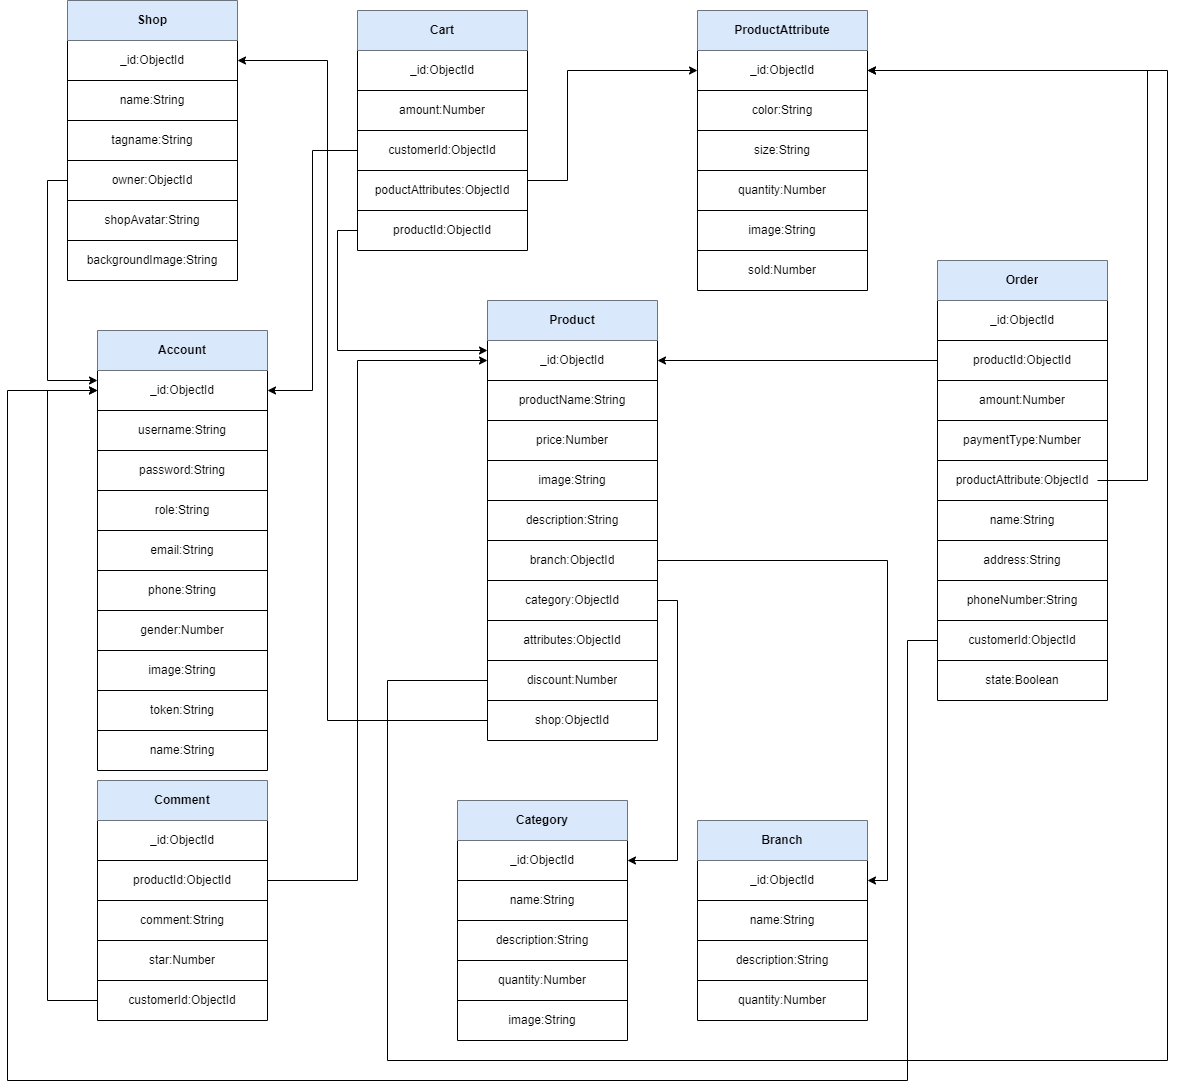 Shop
_id:ObjectId
name:String
tagname:String
owner:ObjectId
shopAvatar:String
backgroundImage:String
Cart
_id:ObjectId
amount:Number
customerId:ObjectId
poductAttributes:ObjectId
productId:ObjectId
ProductAttribute
_id:ObjectId
color:String
size:String
quantity:Number
image:String
sold:Number
Order
_id:ObjectId
productId:ObjectId
amount:Number
paymentType:Number
productAttribute:ObjectId
name:String
address:String
phoneNumber:String
customerId:ObjectId
state:Boolean
Account
_id:ObjectId
username:String
password:String
role:String
email:String
phone:String
gender:Number
image:String
token:String
name:String
Product
_id:ObjectId
productName:String
price:Number
image:String
description:String
branch:ObjectId
category:ObjectId
attributes:ObjectId
discount:Number
shop:ObjectId
Comment
_id:ObjectId
productId:ObjectId
comment:String
star:Number
customerId:ObjectId
Category
_id:ObjectId
name:String
description:String
quantity:Number
image:String
Branch
_id:ObjectId
name:String
description:String
quantity:Number